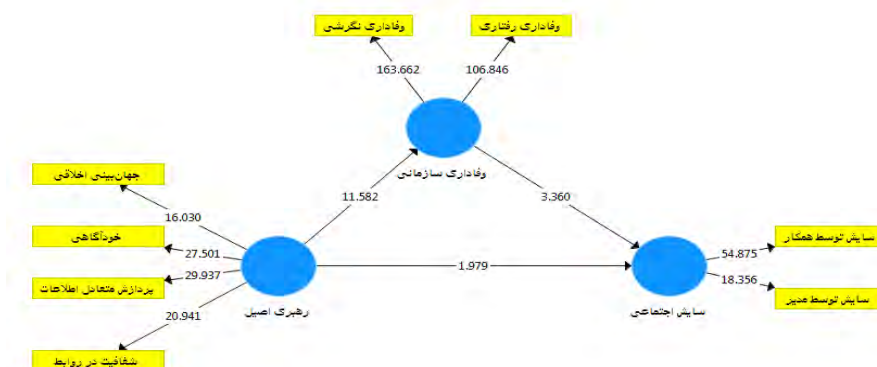 وفاداری نگرشی
وفاداری رفتاری
163.662
106.846
وفاداری سازمانی
جهان‌بینی اخلاقی
11.582
3.360
16.030
خودآگاهی
سایش توسط همکار
27.501
54.875
29.937
1.979
پردازش متعادل اطلاعات
18.356
سایش توسط مدیر
20.941
رهبری اصیل
سایش اجتماعی
شفافیت در روابط